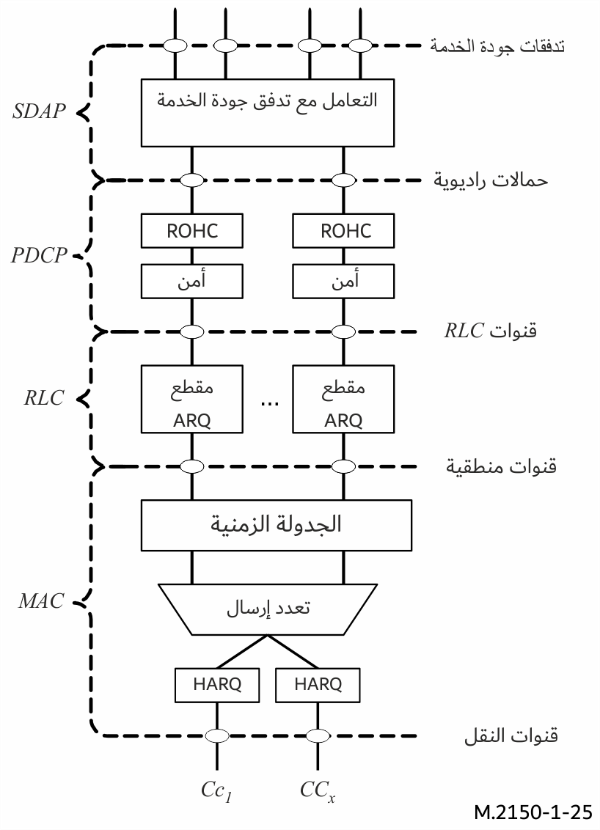 تدفقات جودة الخدمة
التعامل مع تدفق جودة الخدمة
SDAP
حمالات راديوية
ROHC
ROHC
PDCP
أمن
أمن
قنوات RLC
مقطع
ARQ
...
مقطع
ARQ
RLC
قنوات منطقية
الجدولة الزمنية
MAC
تعدد إرسال
HARQ
HARQ
قنوات النقل
Cc1
CCx
M.2150-1-25